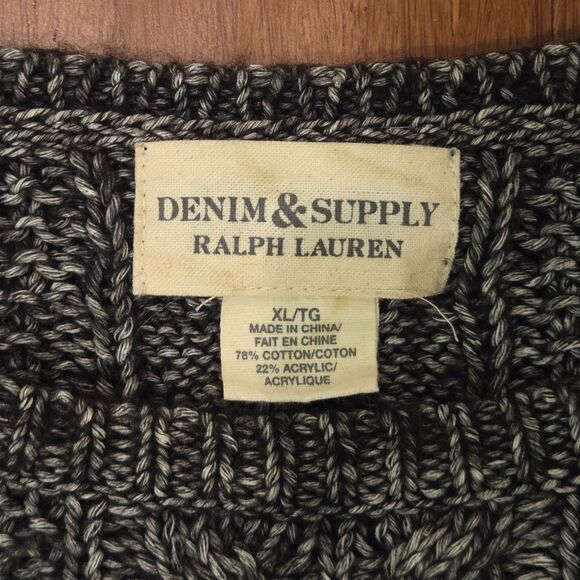 DENIM & SUPPLY
RALPH LAUREN
XL/TG
MADE IN CHINA/
FAIT EN CHINE
78% COTTON/COTON
22% ACRYLIC/
ACRYLIQUE